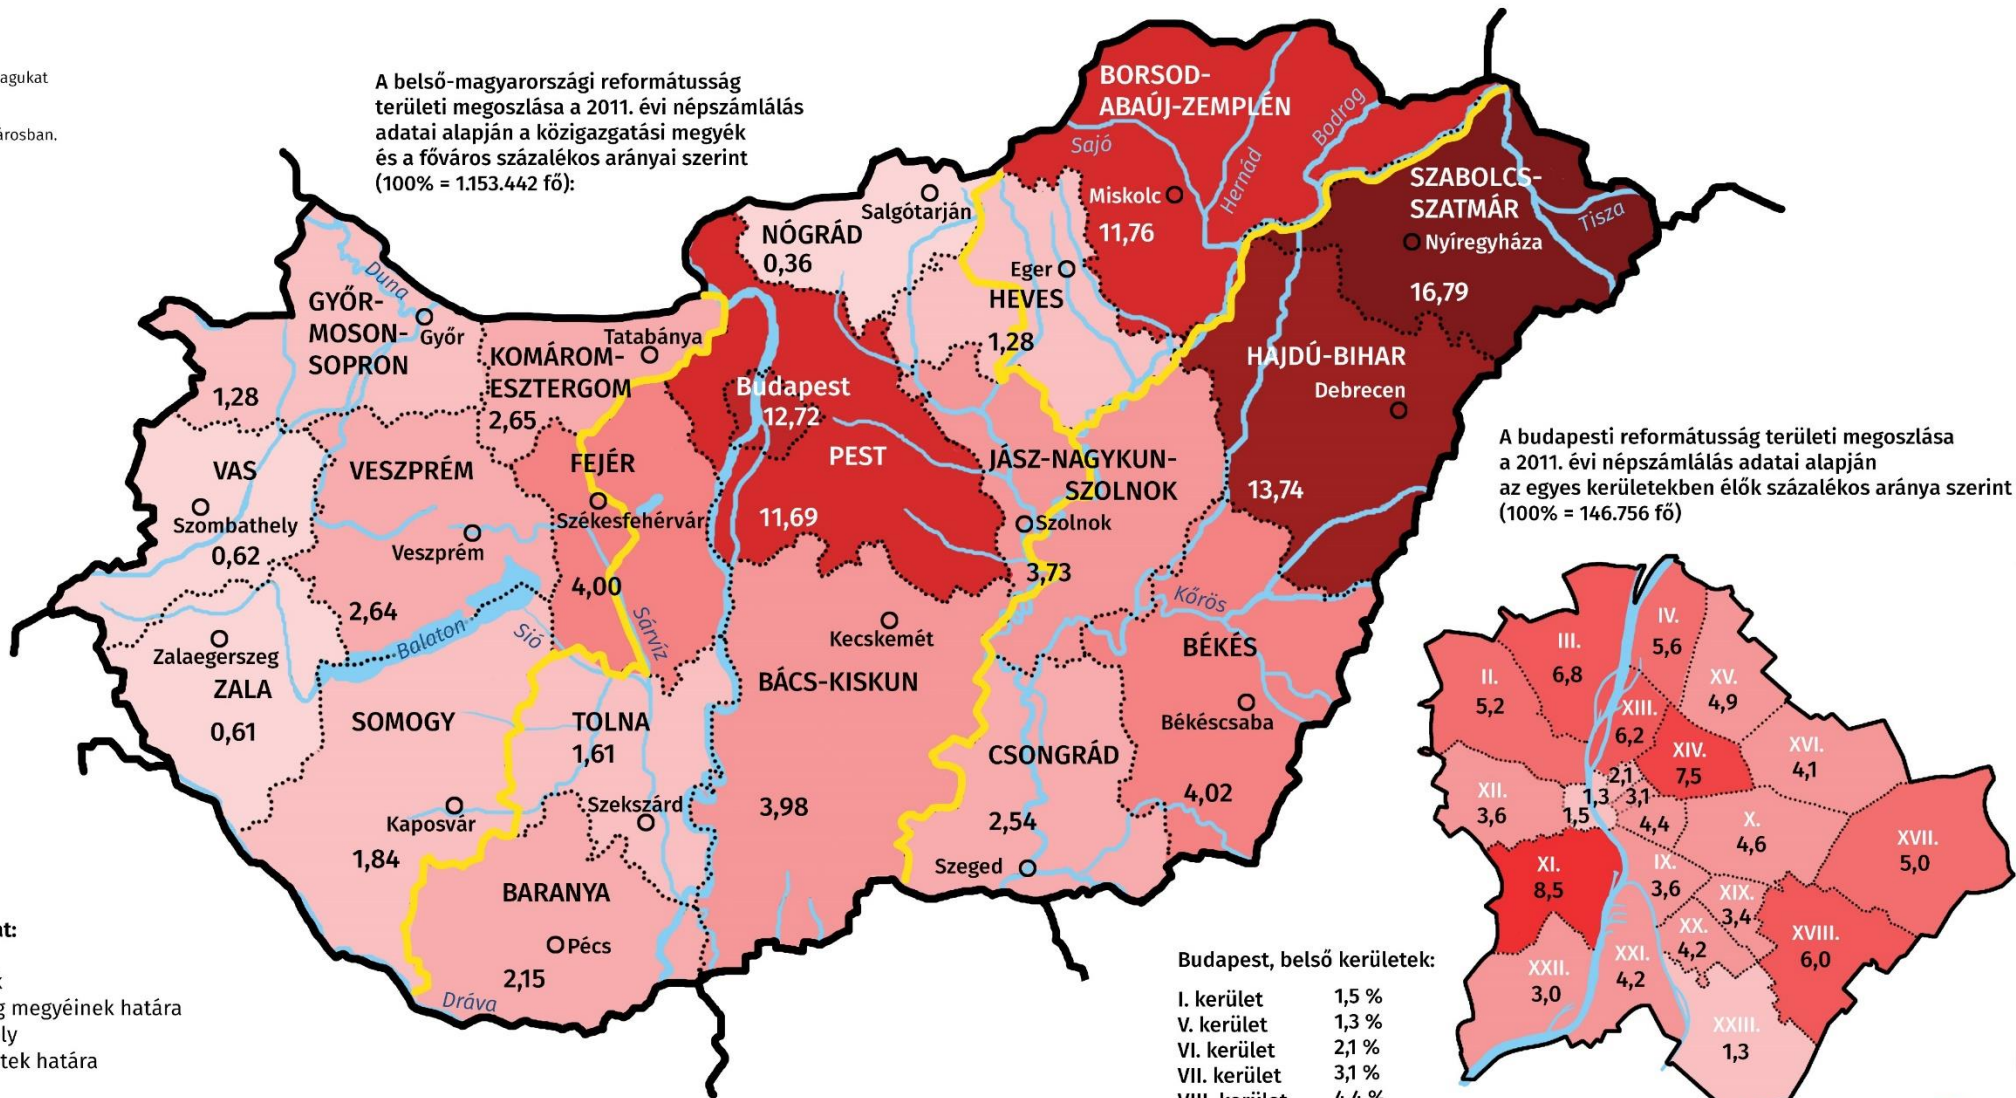 agukat
árosban.
A belső-magyarországi reformátusság
területi megoszlása a 2011. évi népszámlálás
adatai alapján a közigazgatási megyék
és a főváros százalékos arányai szerint
(100% = 1.153.442 fő):
BORSOD-
ABAÚJ-ZEMPLÉN
Sajó
Hernád
Bodrog
Miskolc
11,76
SZABOLCS-
SZATMÁR
Tisza
Nyíregyháza
16,79
Salgótarján
NÓGRÁD
0,36
Eger
HEVES
1,28
Duna
GYŐR-
MOSON-
SOPRON
Győr
1,28
Tatabánya
KOMÁROM-
ESZTERGOM
2,65
Budapest
12,72
PEST
11,69
HAJDÚ-BIHAR
Debrecen
13,74
VAS
Szombathely
0,62
VESZPRÉM
Veszprém
2,64
FEJÉR
Székesfehérvár
4,00
JÁSZ-NAGYKUN-
SZOLNOK
Szolnok
3,73
Balaton
Sió
Sárvíz
Kőrös
Zalaegerszeg
ZALA
0,61
SOMOGY
Kaposvár
1,84
TOLNA
1,61
Szekszárd
Kecskemét
BÁCS-KISKUN
3,98
BÉKÉS
Békéscsaba
4,02
CSONGRÁD
2,54
Szeged
BARANYA
Pécs
2,15
Dráva
at:
k
g megyéinek határa
ly
tek határa
A budapesti reformátusság területi megoszlása
a 2011. évi népszámlálás adatai alapján
az egyes kerületekben élők százalékos aránya szerint
(100% = 146.756 fő)
IV.
5,6
III.
6,8
II.
5,2
XV.
4,9
XIII.
6,2
XIV.
7,5
XVI.
4,1
2,1
1,3
3,1
1,5
4,4
XII.
3,6
X.
4,6
XVII.
5,0
XI.
8,5
IX.
3,6
XIX.
3,4
XX.
4,2
XVIII.
6,0
XXII.
3,0
XXI.
4,2
XXIII.
1,3
Budapest, belső kerületek:
I. kerület 1,5 %
V. kerület 1,3 %
VI. kerület 2,1 %
VII. kerület 3,1 %
VIII. kerület 4,4 %